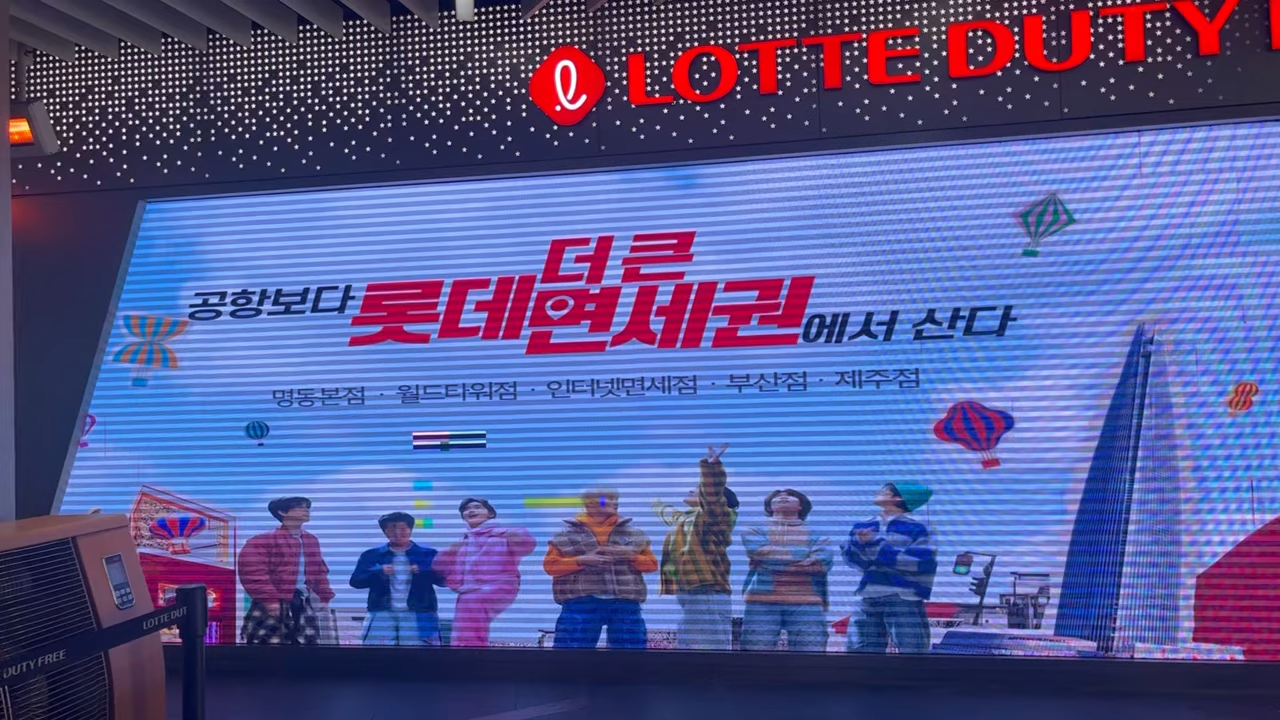 LOTTE DUTY
더 큰
공항보다 롯데면세권에서 산다
명동본점 · 월드타워점 · 인터넷면세점 · 부산점 · 제주점
LOTTE DUT
DUTY FREE